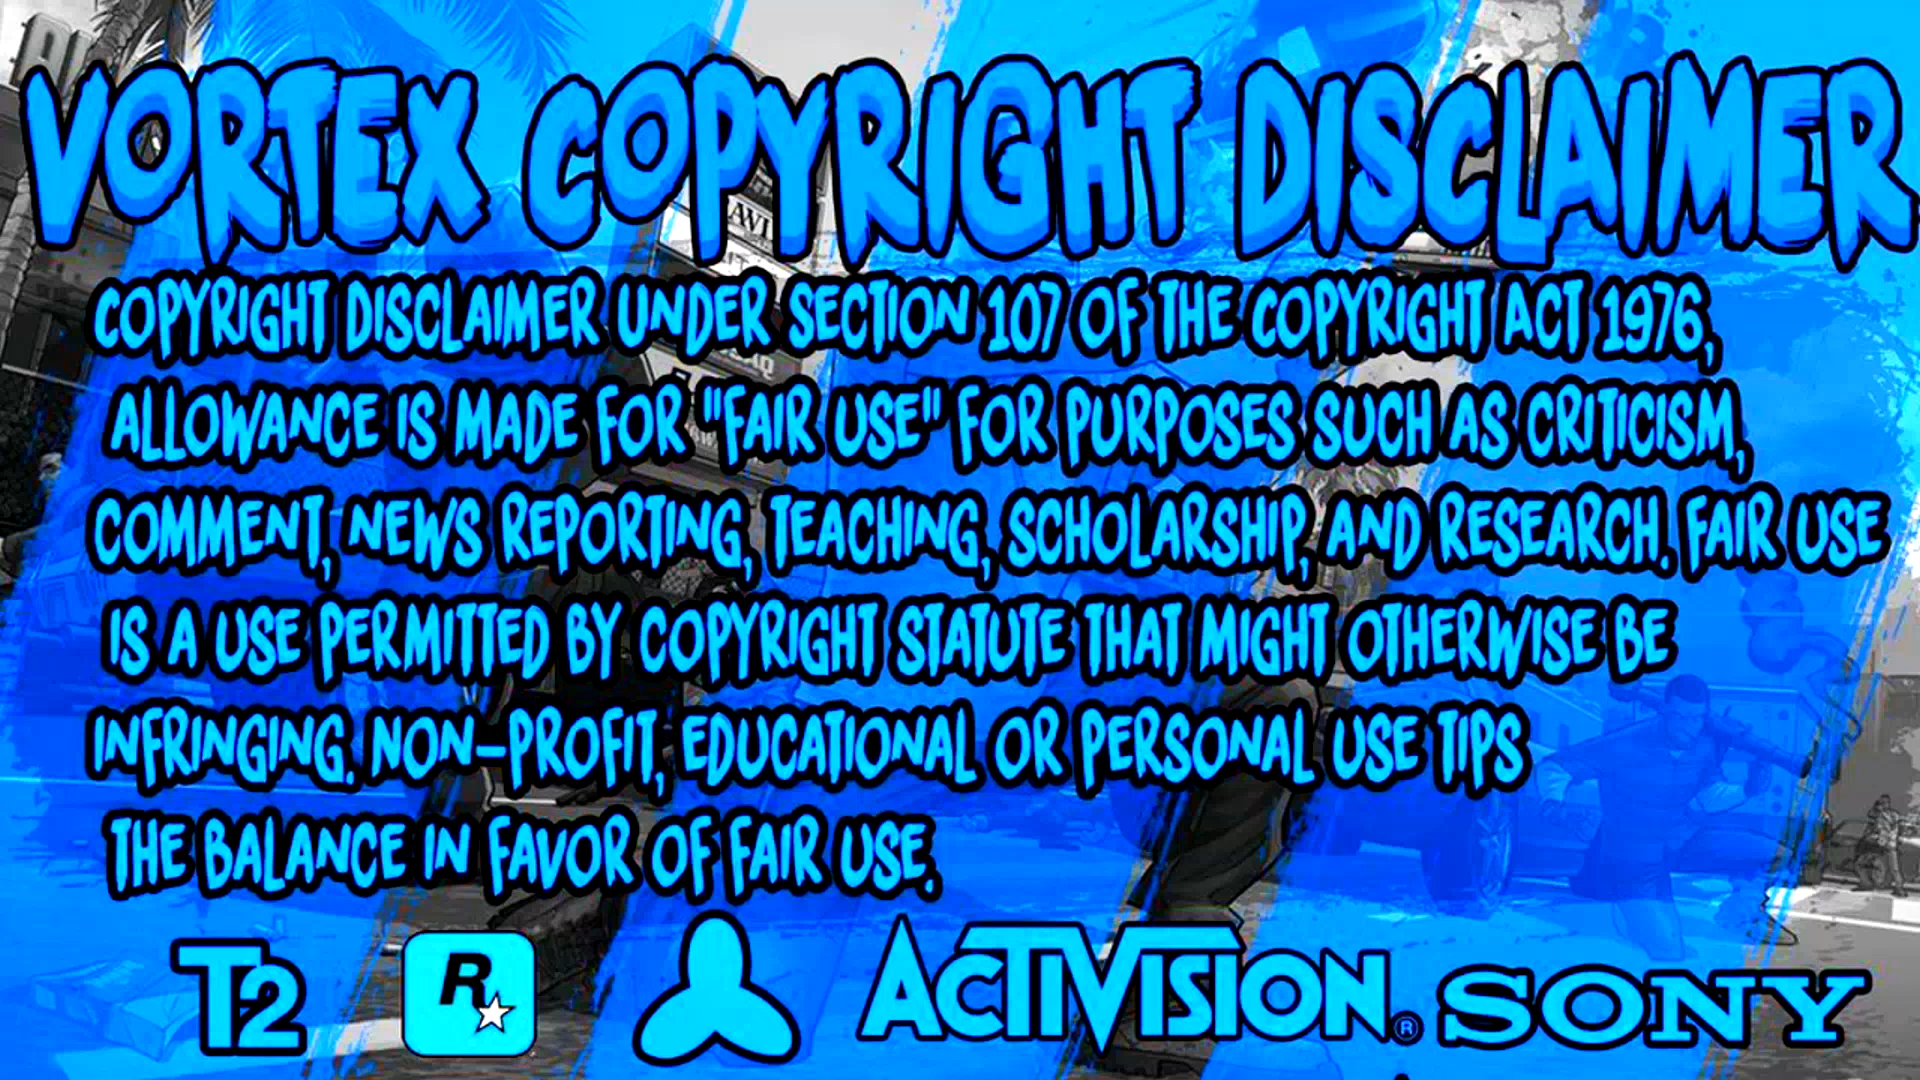 VORTEX COPYRIGHT DISCLAIMER
COPYRIGHT DISCLAIMER UNDER SECTION 107 OF THE COPYRIGHT ACT 1976,
ALLOWANCE IS MADE FOR "FAIR USE" FOR PURPOSES SUCH AS CRITICISM,
COMMENT, NEWS REPORTING, TEACHING, SCHOLARSHIP, AND RESEARCH. FAIR USE
IS A USE PERMITTED BY COPYRIGHT STATUTE THAT MIGHT OTHERWISE BE
INFRINGING. NON-PROFIT, EDUCATIONAL OR PERSONAL USE TIPS
THE BALANCE IN FAVOR OF FAIR USE.
T2 R ACTIVISION® SONY